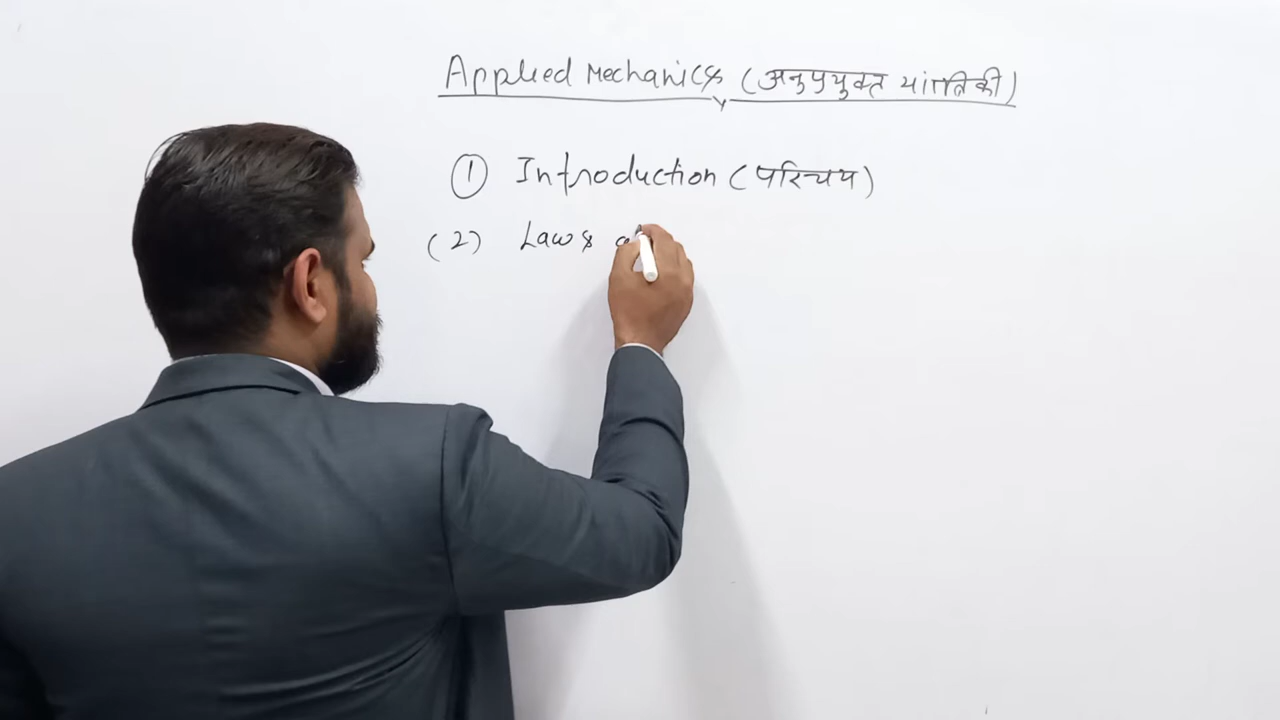 Applied Mechanics (अनुप्रयुक्त यांत्रिकी)
① Introduction (परिचय)
(2) Laws